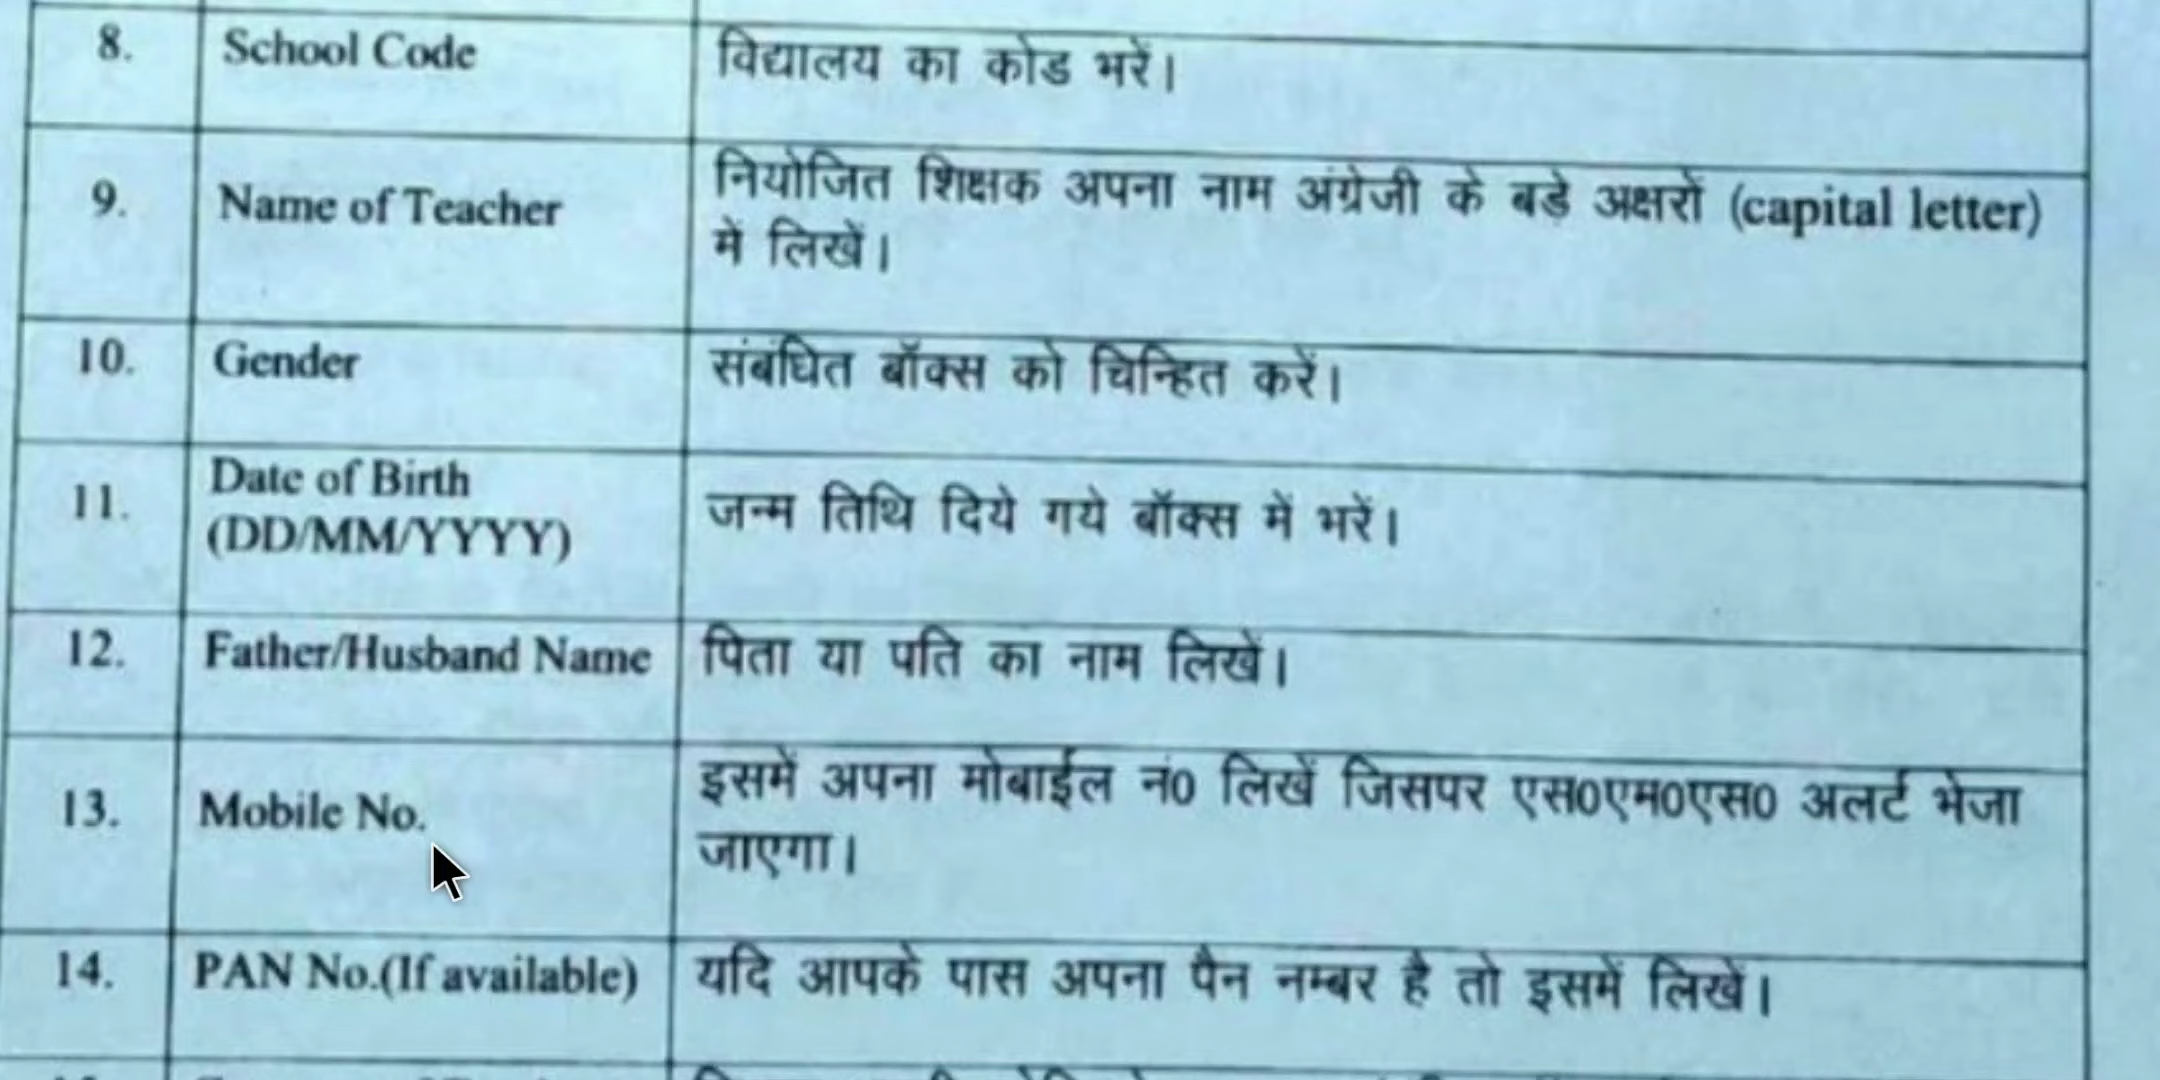 8. School Code विद्यालय का कोड भरें।
9. Name of Teacher नियोजित शिक्षक अपना नाम अंग्रेजी के बडे अक्षरों (capital letter)
में लिखें।
10. Gender संबंधित बॉक्स को चिन्हित करें।
11. Date of Birth
(DD/MM/YYYY) जन्म तिथि दिये गये बॉक्स में भरें।
12. Father/Husband Name पिता या पति का नाम लिखें।
13. Mobile No. इसमें अपना मोबाईल नं0 लिखें जिसपर एस0एम0एस0 अलर्ट भेजा
जाएगा।
14. PAN No.(If available) यदि आपके पास अपना पैन नम्बर है तो इसमें लिखें।